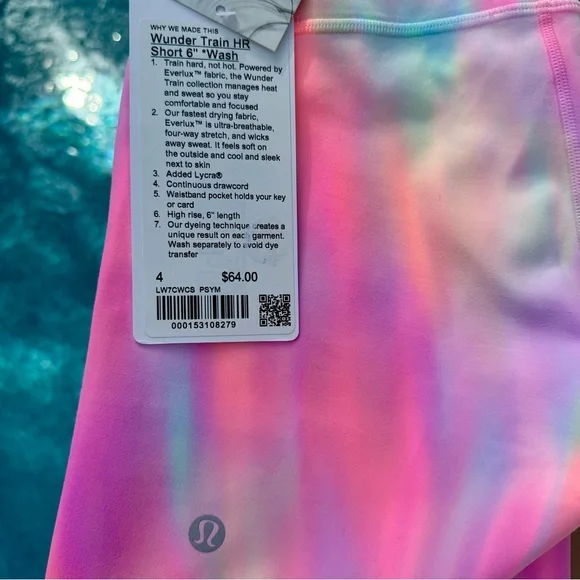 WHY WE MADE THIS
Wunder Train HR
Short 6" *Wash
1. Train hard, not hot. Powered by
Everlux™ fabric, the Wunder
Train collection manages heat
and sweat so you stay
comfortable and focused
2. Our fastest drying fabric,
Everlux™ is ultra-breathable,
four-way stretch, and wicks
away sweat. It feels soft on
the outside and cool and sleek
next to skin
3. Added Lycra®
4. Continuous drawcord
5. Waistband pocket holds your key
or card
6. High rise, 6" length
7. Our dyeing technique creates a
unique result on each garment.
Wash separately to avoid dye
transfer
4 $64.00
LW7CWCS PSYM
000153108279